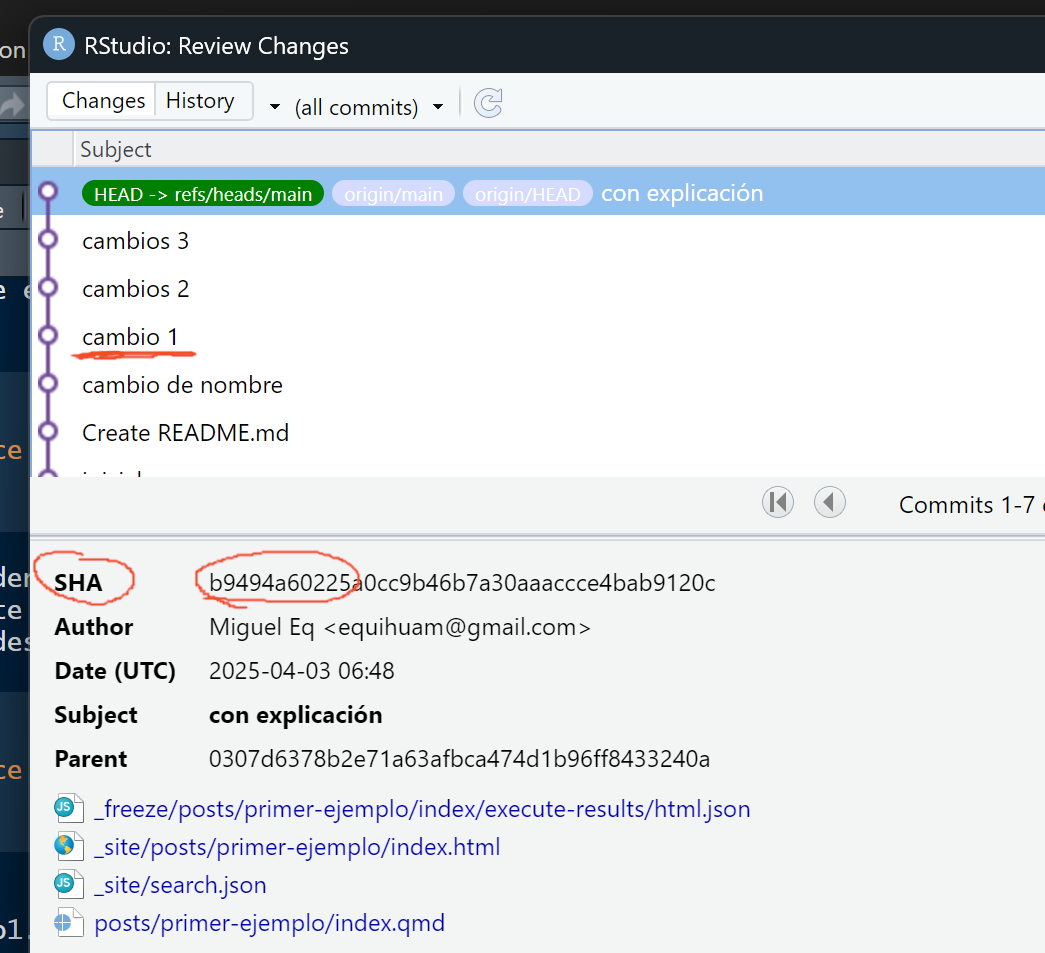 on
R RStudio: Review Changes
Changes History (all commits)
Subject
HEAD -> refs/heads/main origin/main origin/HEAD con explicación
cambios 3
cambios 2
cambio 1
cambio de nombre
Create README.md
Commits 1-7
SHA b9494a60225a0cc9b46b7a30aaaccce4bab9120c
Author Miguel Eq <equihuam@gmail.com>
Date (UTC) 2025-04-03 06:48
Subject con explicación
Parent 0307d6378b2e71a63afbca474d1b96ff8433240a
JS _freeze/posts/primer-ejemplo/index/execute-results/html.json
_site/posts/primer-ejemplo/index.html
JS _site/search.json
posts/primer-ejemplo/index.qmd